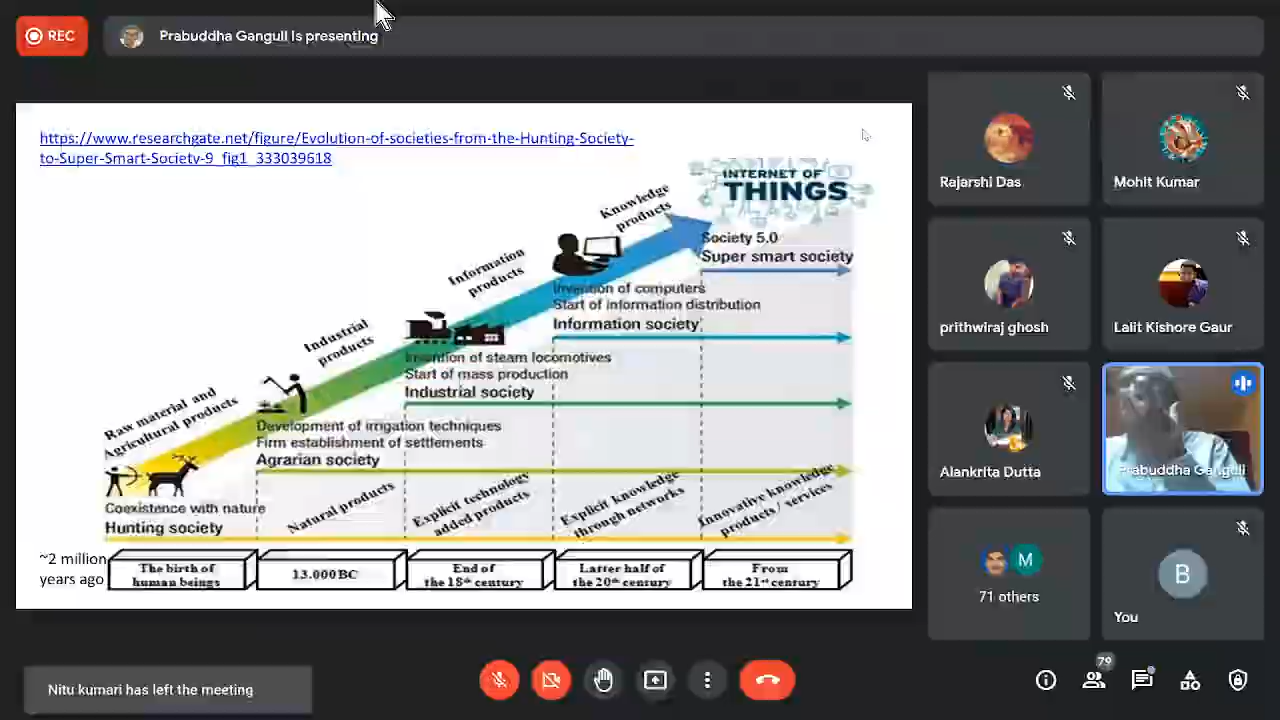 REC
Prabuddha Ganguli is presenting
https://www.researchgate.net/figure/Evolution-of-societies-from-the-Hunting-Society-
to-Super-Smart-Society-9_fig1_333039618
INTERNET OF
THINGS
Knowledge
products
Society 5.0
Super smart society
Information
products
Invention of computers
Start of information distribution
Information society
Industrial
products
Invention of steam locomotives
Start of mass production
Industrial society
Raw material and
Agricultural products
Development of irrigation techniques
Firm establishment of settlements
Agrarian society
Coexistence with nature
Hunting society
Natural products
Explicit technology
added products
Explicit knowledge
through networks
Innovative knowledge
products / services
~2 million
years ago
The birth of
human beings
13.000BC
End of
the 18th century
Latter half of
the 20th century
From
the 21st century
Rajarshi Das
Mohit Kumar
prithwiraj ghosh
Lalit Kishore Gaur
Alankrita Dutta
Prabuddha Ganguli
M
71 others
B
You
Nitu kumari has left the meeting
79